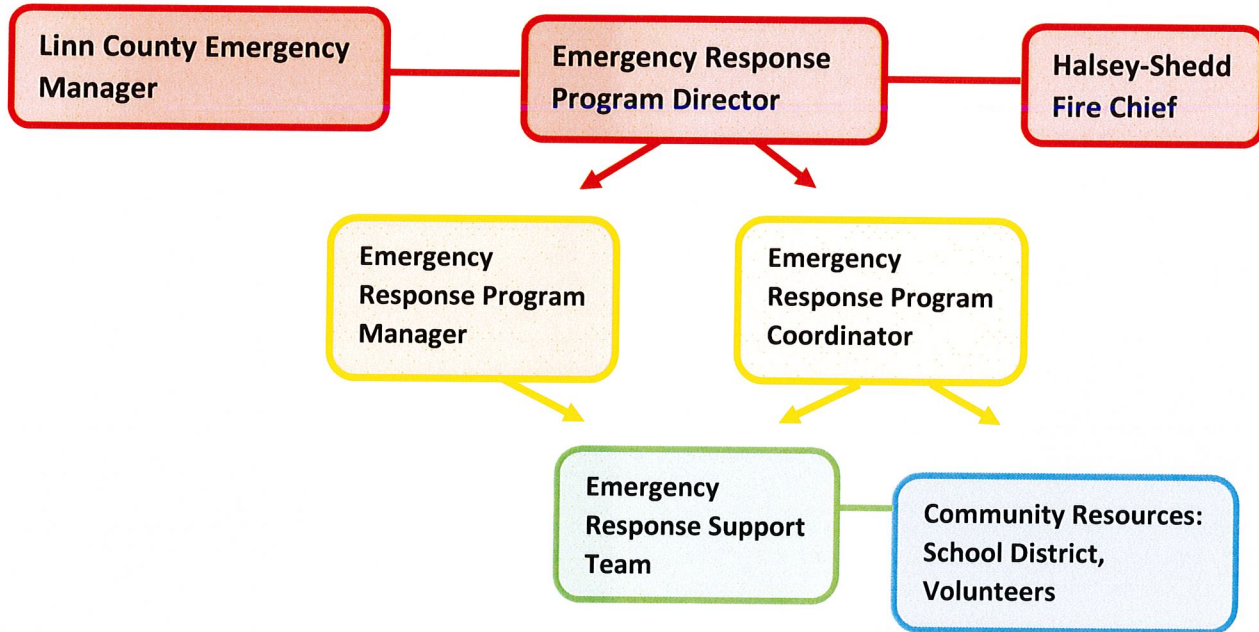 Linn County Emergency
Manager
Emergency Response
Program Director
Halsey-Shedd
Fire Chief
Emergency
Response Program
Manager
Emergency
Response Program
Coordinator
Emergency
Response Support
Team
Community Resources:
School District,
Volunteers